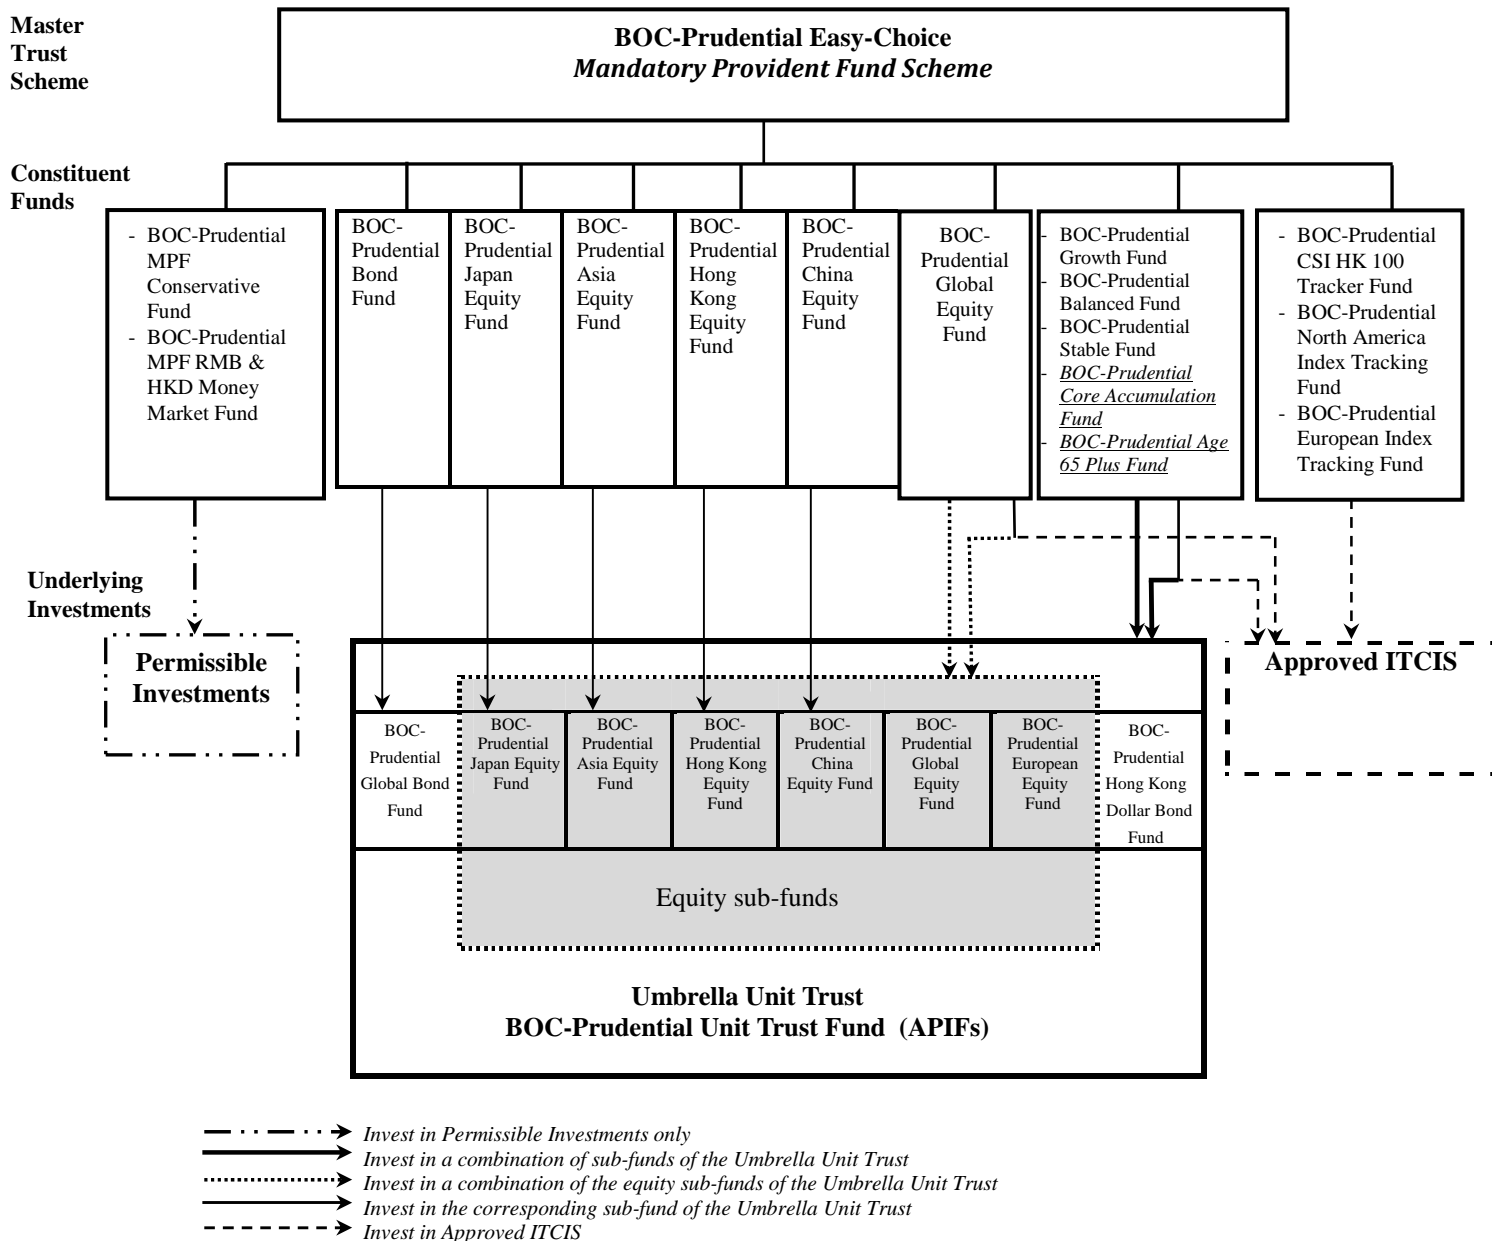 Master
Trust
Scheme
BOC-Prudential Easy-Choice
Mandatory Provident Fund Scheme
Constituent
Funds
- BOC-Prudential
MPF
Conservative
Fund
- BOC-Prudential
MPF RMB &
HKD Money
Market Fund
BOC-
Prudential
Bond
Fund
BOC-
Prudential
Japan
Equity
Fund
BOC-
Prudential
Asia
Equity
Fund
BOC-
Prudential
Hong
Kong
Equity
Fund
BOC-
Prudential
China
Equity
Fund
BOC-
Prudential
Global
Equity
Fund
- BOC-Prudential
Growth Fund
- BOC-Prudential
Balanced Fund
- BOC-Prudential
Stable Fund
- BOC-Prudential
Core Accumulation
Fund
- BOC-Prudential Age
65 Plus Fund
- BOC-Prudential
CSI HK 100
Tracker Fund
- BOC-Prudential
North America
Index Tracking
Fund
- BOC-Prudential
European Index
Tracking Fund
Underlying
Investments
Permissible
Investments
Approved ITCIS
BOC-
Prudential
Global Bond
Fund
BOC-
Prudential
Japan Equity
Fund
BOC-
Prudential
Asia Equity
Fund
BOC-
Prudential
Hong Kong
Equity
Fund
BOC-
Prudential
China
Equity Fund
BOC-
Prudential
Global
Equity
Fund
BOC-
Prudential
European
Equity
Fund
BOC-
Prudential
Hong Kong
Dollar Bond
Fund
Equity sub-funds
Umbrella Unit Trust
BOC-Prudential Unit Trust Fund (APIFs)
Invest in Permissible Investments only
Invest in a combination of sub-funds of the Umbrella Unit Trust
Invest in a combination of the equity sub-funds of the Umbrella Unit Trust
Invest in the corresponding sub-fund of the Umbrella Unit Trust
Invest in Approved ITCIS